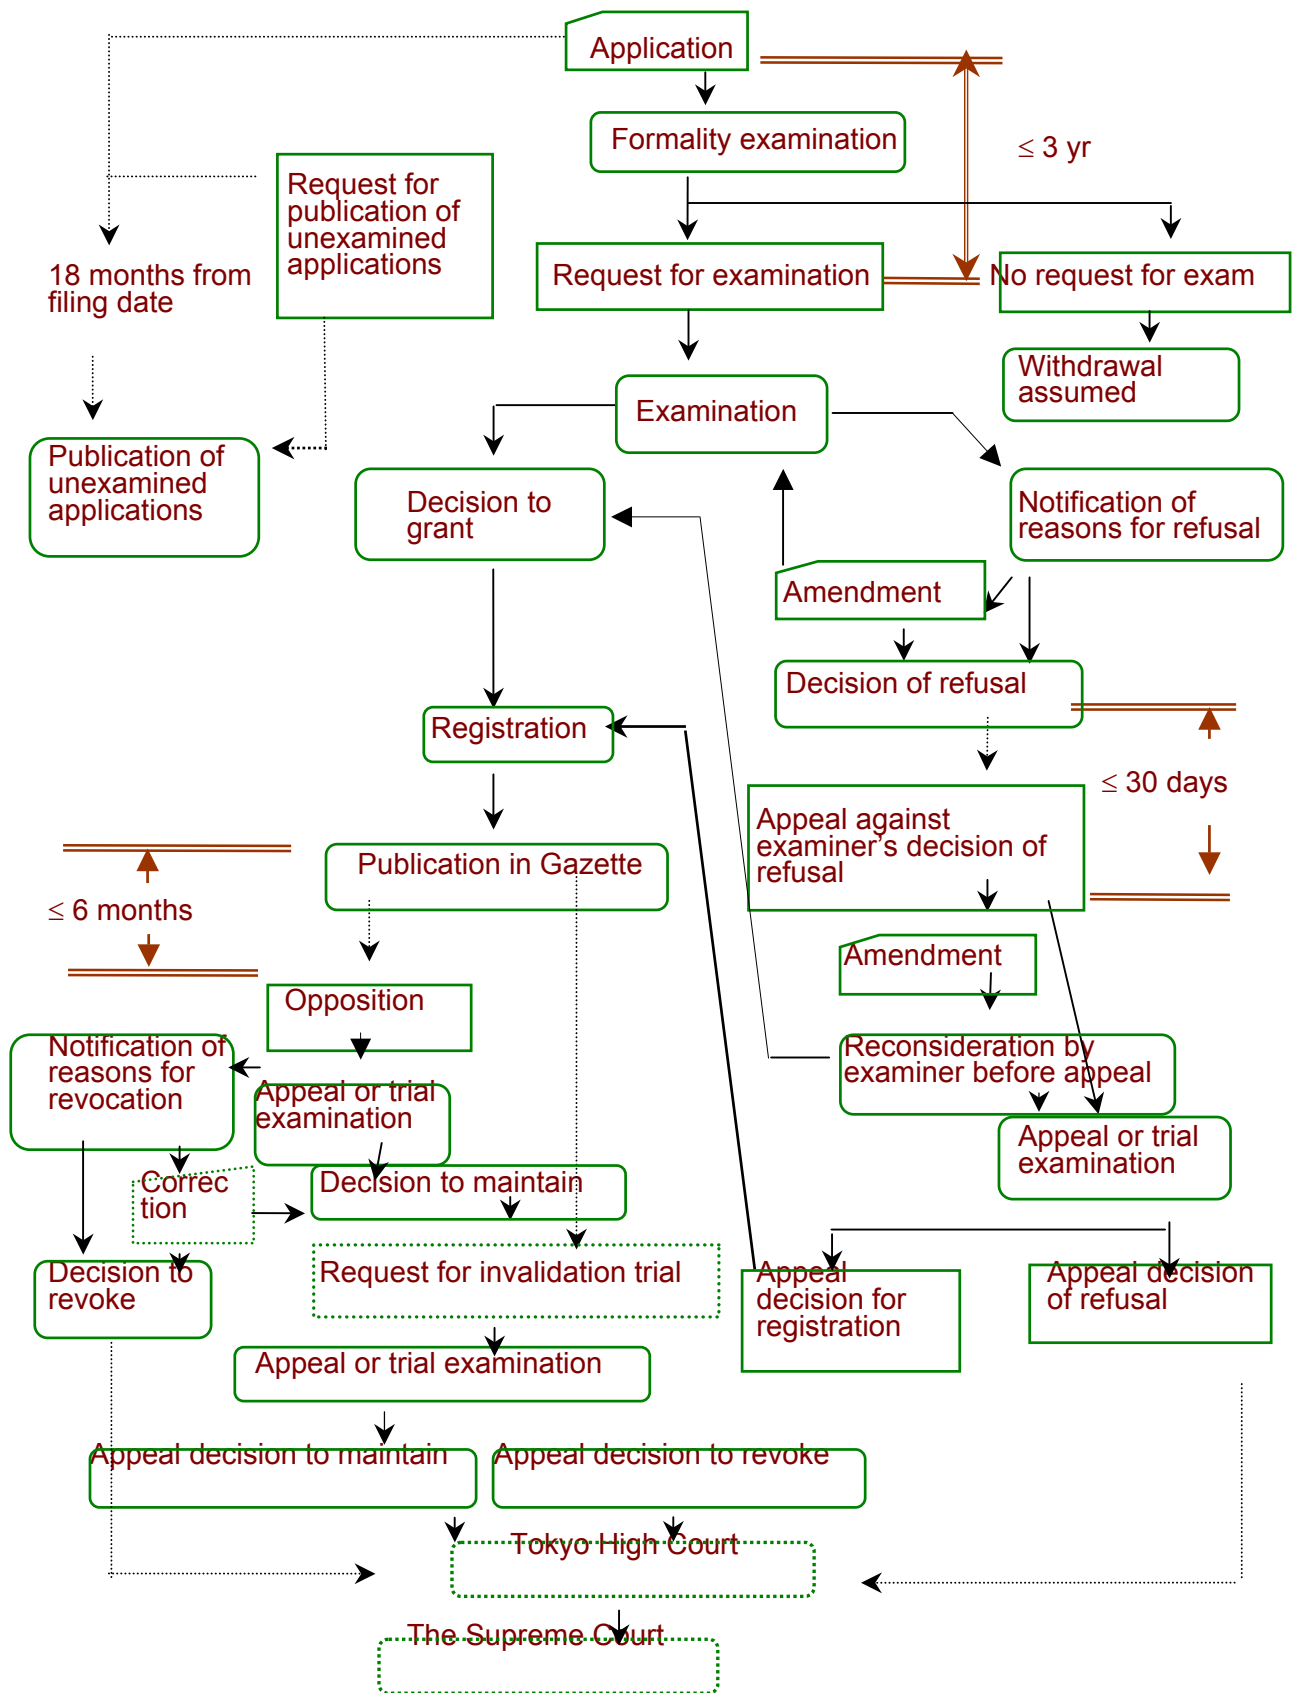 Application
Formality examination
≤ 3 yr
Request for
publication of
unexamined
applications
18 months from
filing date
Request for examination
No request for exam
Withdrawal
assumed
Examination
Publication of
unexamined
applications
Decision to
grant
Notification of
reasons for refusal
Amendment
Decision of refusal
Registration
≤ 30 days
Appeal against
examiner's decision of
refusal
Publication in Gazette
≤ 6 months
Amendment
Opposition
Notification of
reasons for
revocation
Reconsideration by
examiner before appeal
Appeal or trial
examination
Appeal or trial
examination
Correc
tion
Decision to maintain
Decision to
revoke
Request for invalidation trial
Appeal
decision for
registration
Appeal decision
of refusal
Appeal or trial examination
Appeal decision to maintain
Appeal decision to revoke
Tokyo High Court
The Supreme Court